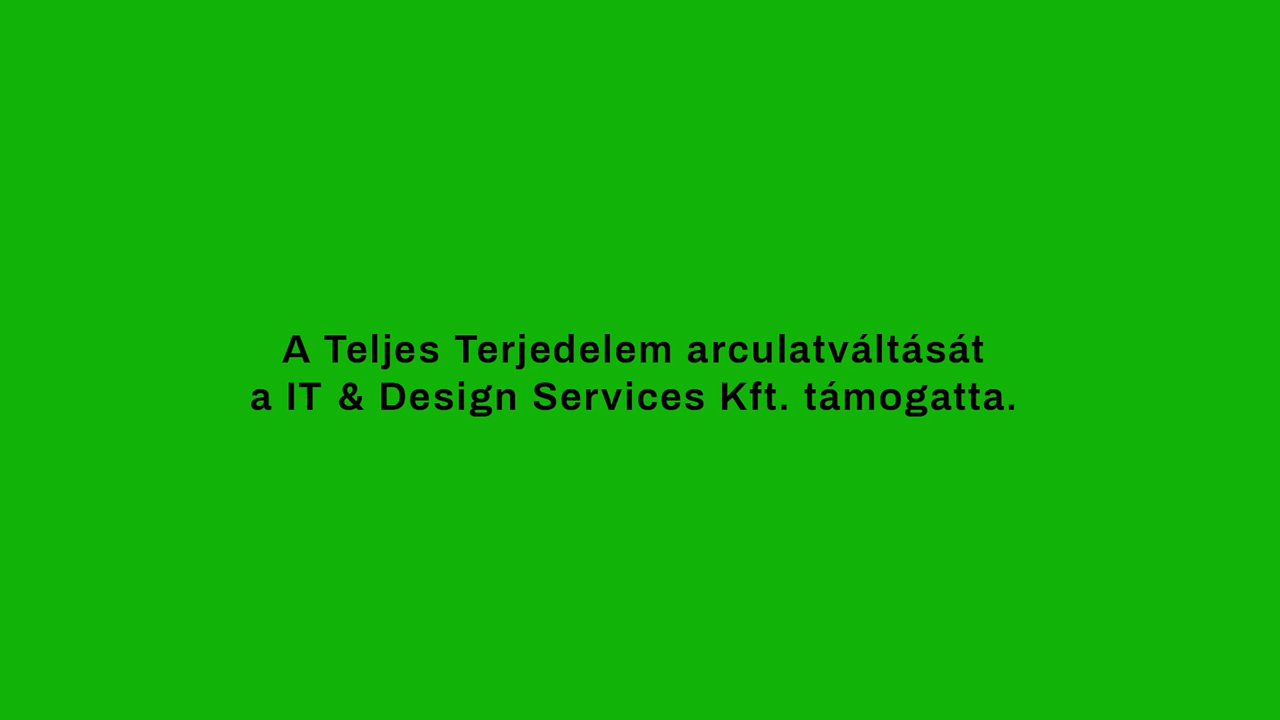 A Teljes Terjedelem arculatváltását
a IT & Design Services Kft. támogatta.